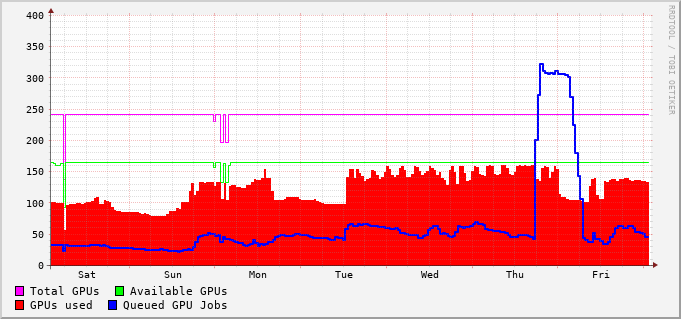 400
350
300
250
200
150
100
50
0
Sat Sun Mon Tue Wed Thu Fri
Total GPUs Available GPUs
GPUs used Queued GPU Jobs
RRDTOOL / TOBI OETIKER